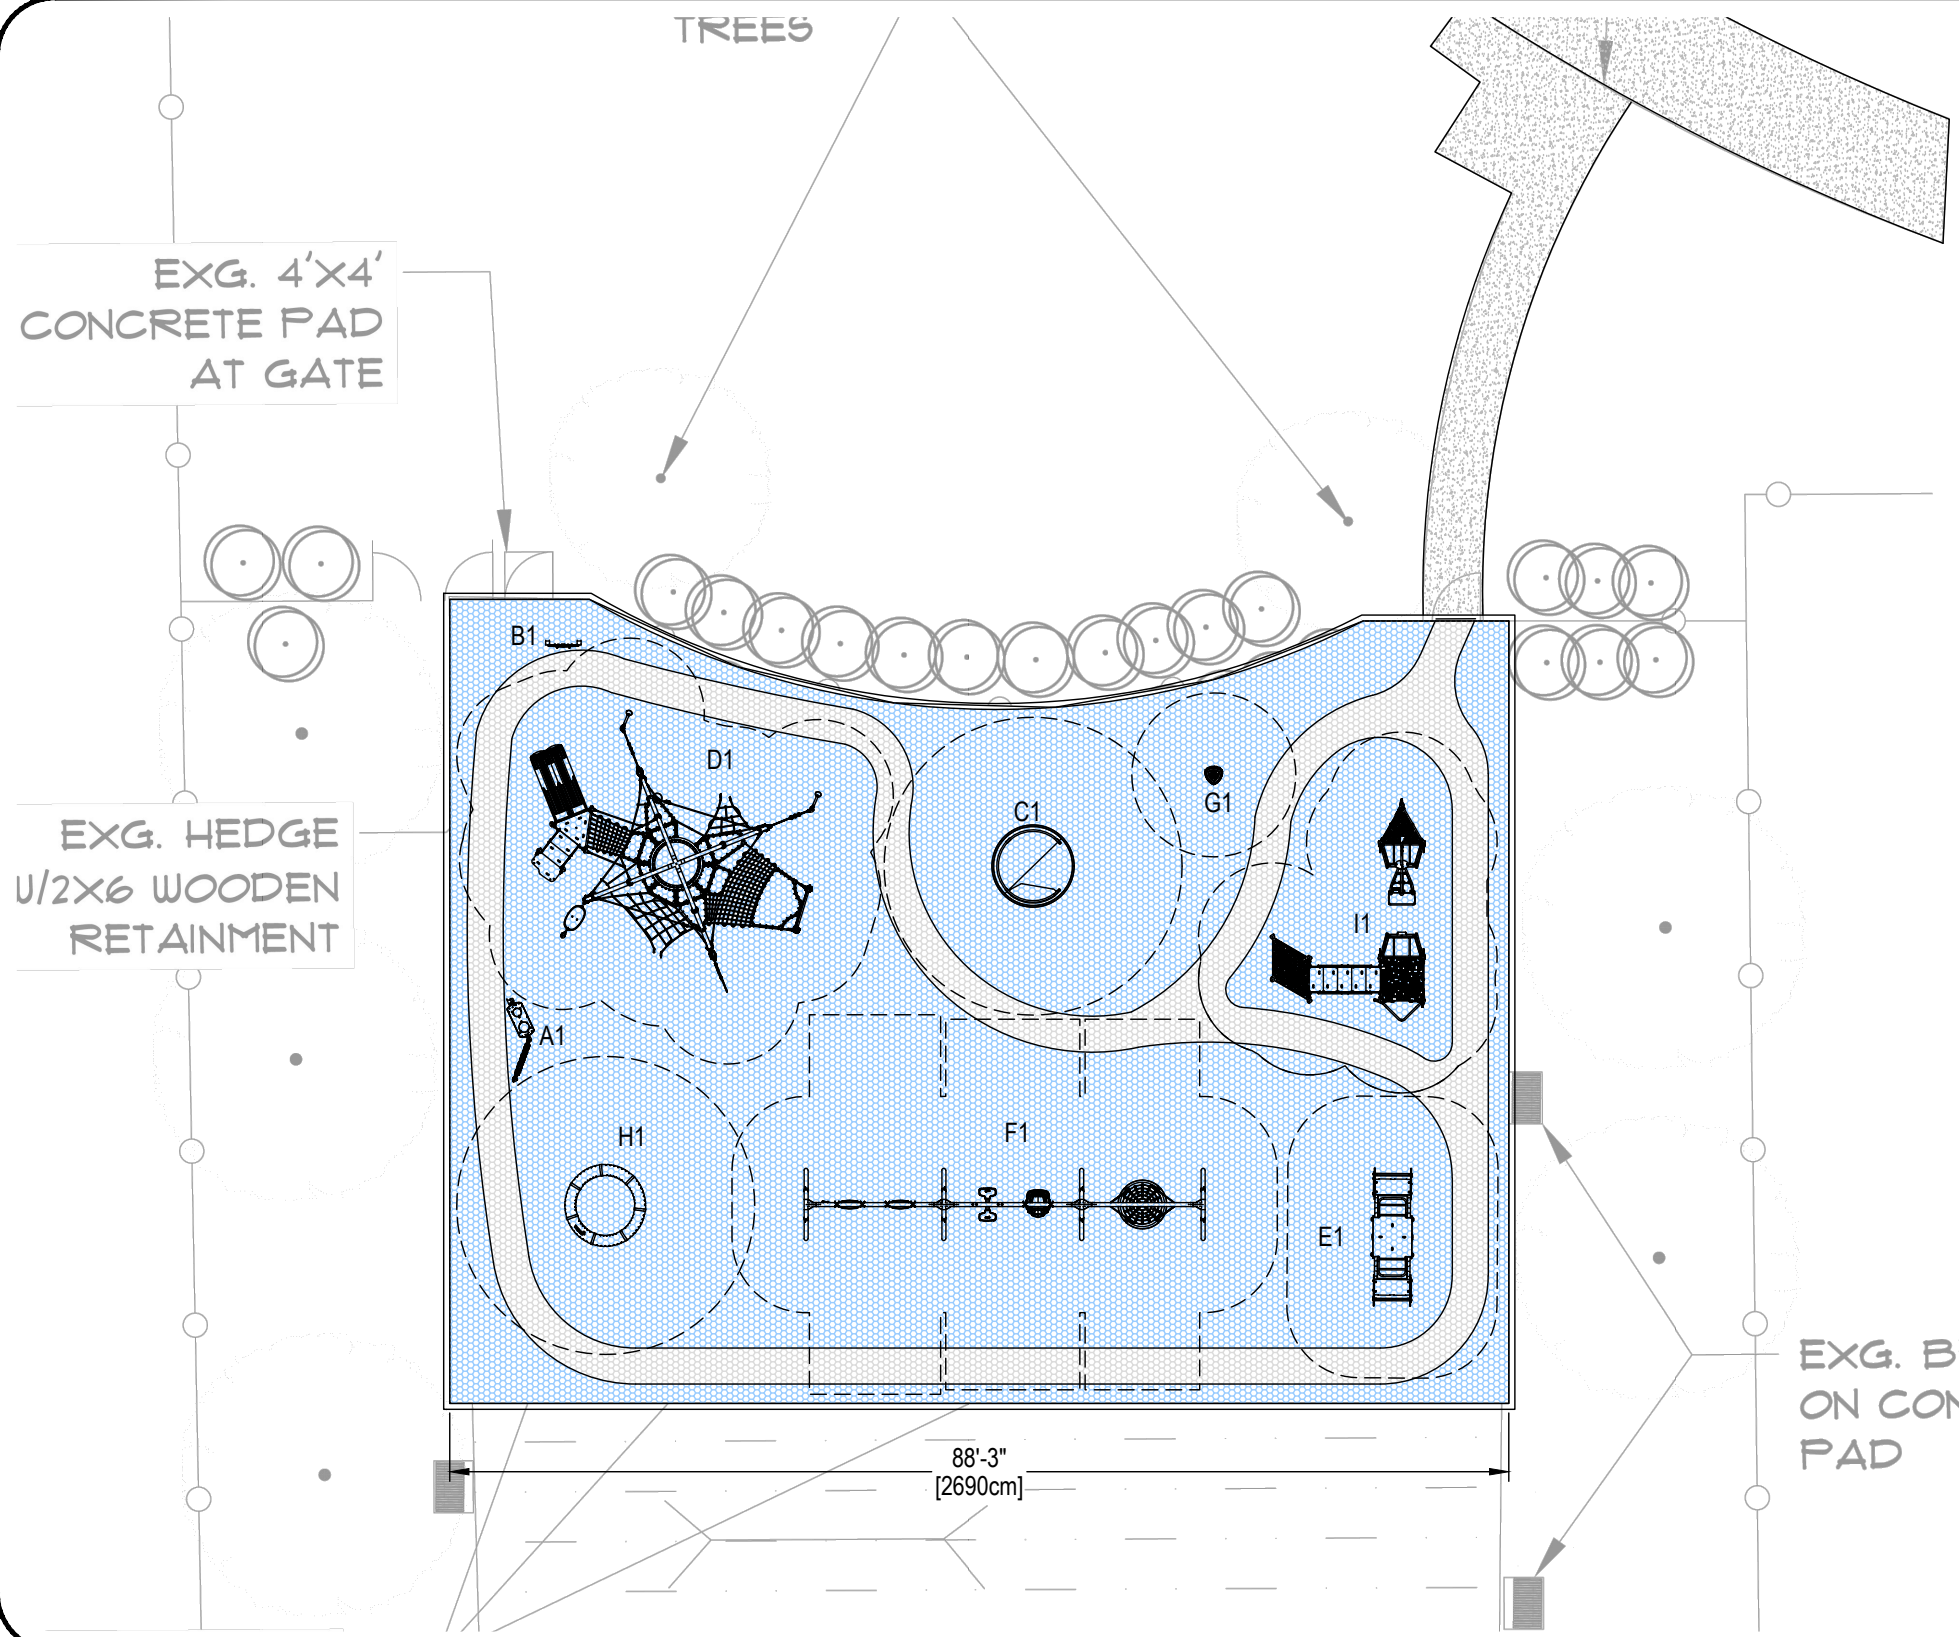 TREES
EXG. 4'X4'
CONCRETE PAD
AT GATE
B1
D1
C1
G1
EXG. HEDGE
W/2X6 WOODEN
RETAINMENT
I1
A1
H1
F1
E1
EXG. B
ON CON
PAD
88'-3"
[2690cm]